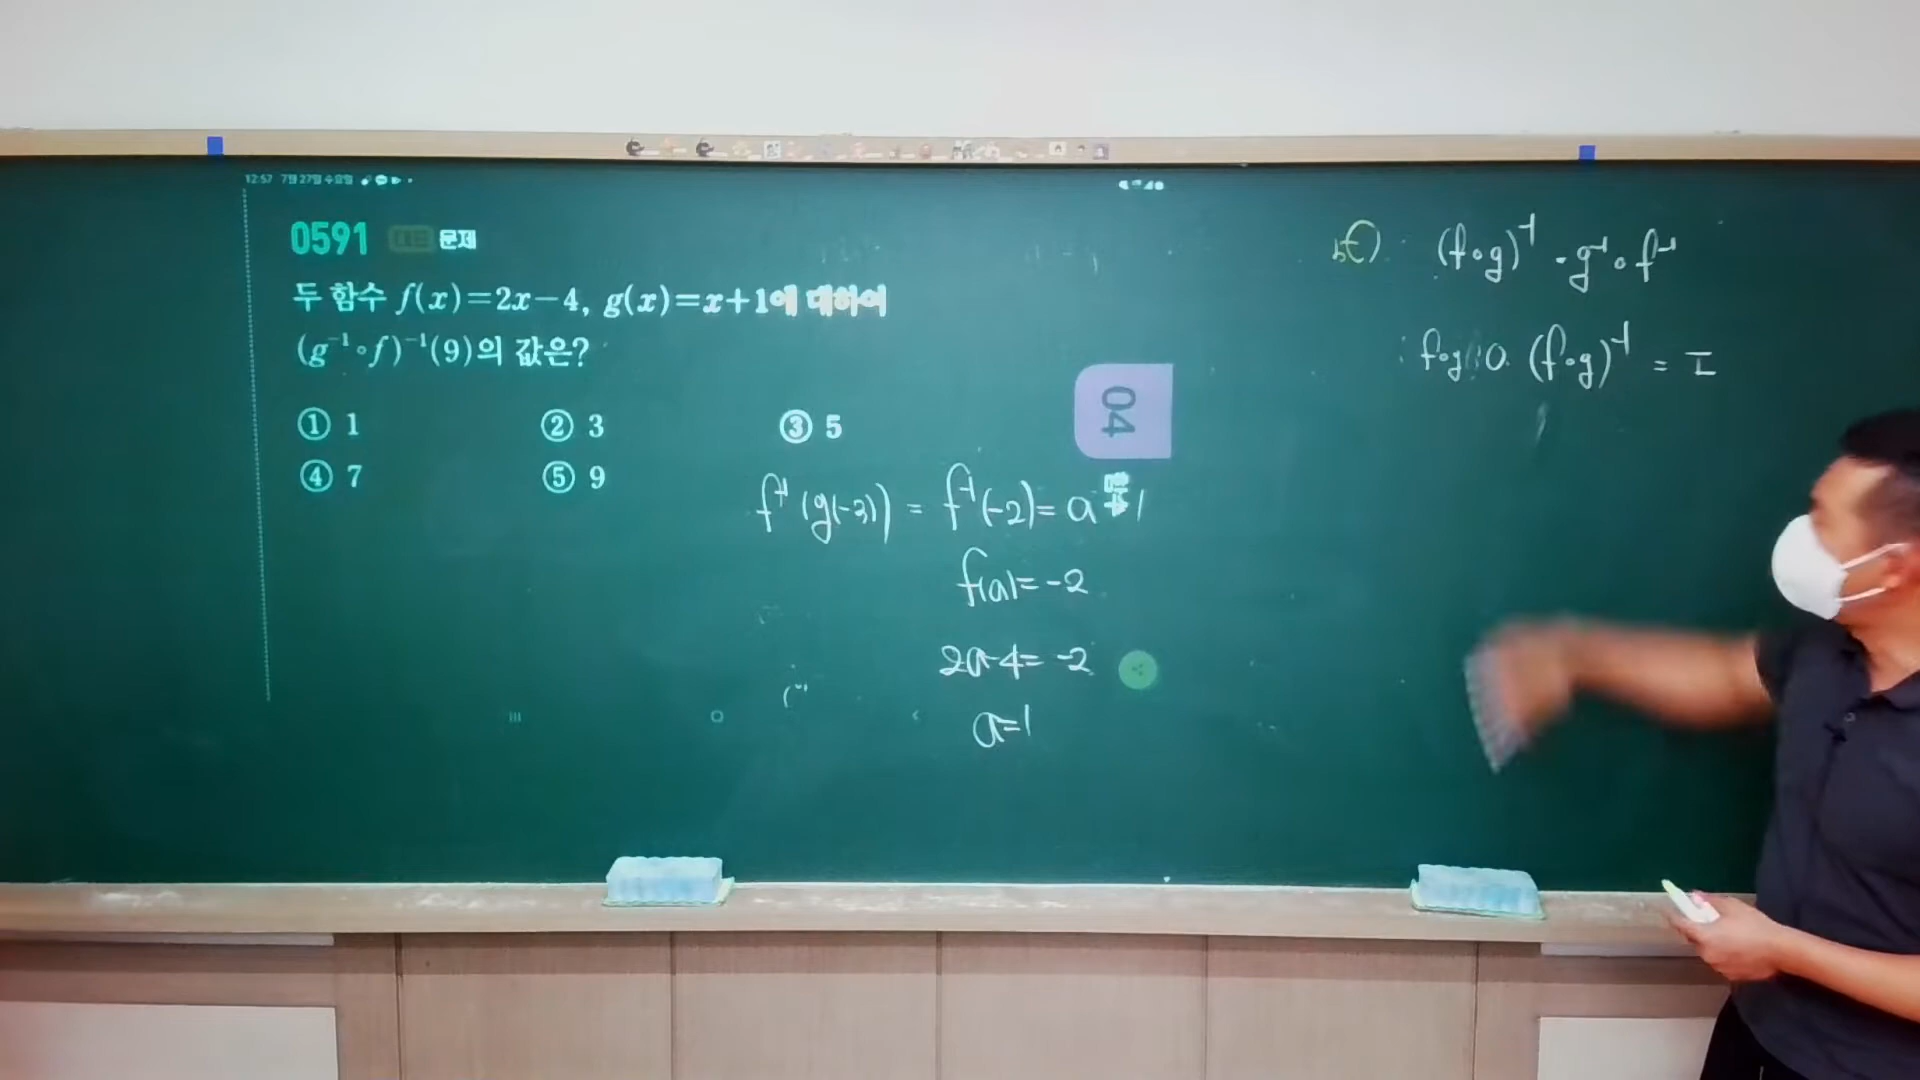 12:57 7월 27일 수요일
0591 대표 문제
두 함수 f(x)=2x−4, g(x)=x+1에 대하여
(g⁻¹∘f)⁻¹(9)의 값은?
① 1 ② 3 ③ 5
④ 7 ⑤ 9
04
f⁻¹(g(-3)) = f⁻¹(-2) = a = 1
f(a) = -2
2a-4 = -2
a=1
(f∘g)⁻¹ = g⁻¹∘f⁻¹
f∘g ∘ (f∘g)⁻¹ = I